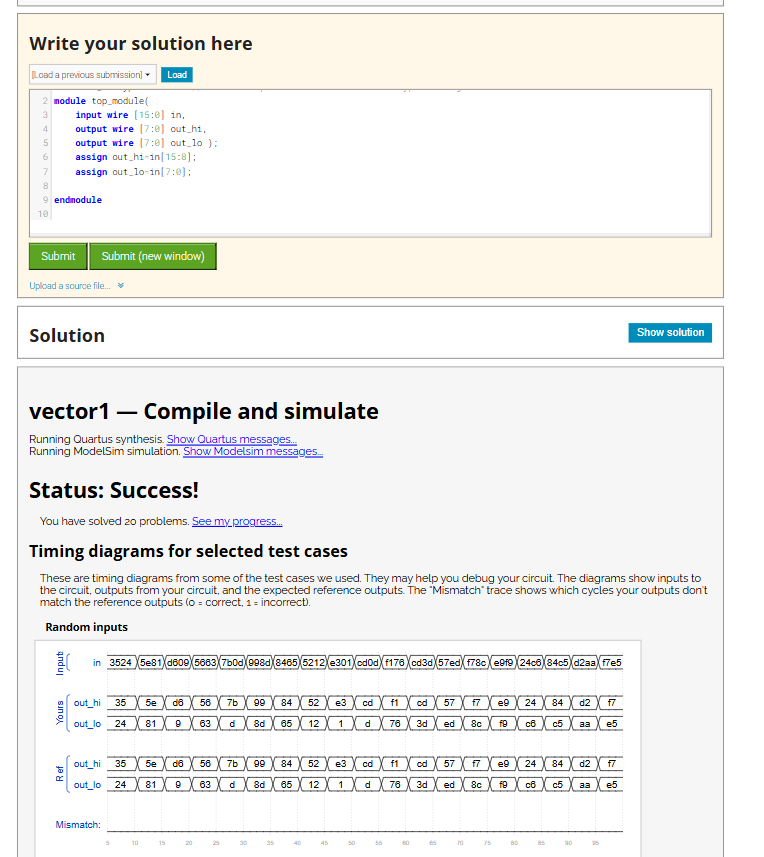 Write your solution here
[Load a previous submission] Load
2 module top_module(
3 input wire [15:0] in,
4 output wire [7:0] out_hi,
5 output wire [7:0] out_lo );
6 assign out_hi=in[15:8];
7 assign out_lo=in[7:0];
8
9 endmodule
10
Submit Submit (new window)
Upload a source file...
Solution
Show solution
vector1 — Compile and simulate
Running Quartus synthesis. Show Quartus messages...
Running ModelSim simulation. Show Modelsim messages...
Status: Success!
You have solved 20 problems. See my progress...
Timing diagrams for selected test cases
These are timing diagrams from some of the test cases we used. They may help you debug your circuit. The diagrams show inputs to
the circuit, outputs from your circuit, and the expected reference outputs. The "Mismatch" trace shows which cycles your outputs don't
match the reference outputs (0 = correct, 1 = incorrect).
Random inputs
Inputs in 3524 5e81 d609 5663 7b0d 998d 8465 5212 e301 cd0d f176 cd3d 57ed f78c e9f9 24c6 84c5 d2aa f7e5
Yours out_hi 35 5e d6 56 7b 99 84 52 e3 cd f1 cd 57 f7 e9 24 84 d2 f7
out_lo 24 81 9 63 d 8d 65 12 1 d 76 3d ed 8c f9 c6 c5 aa e5
Ref out_hi 35 5e d6 56 7b 99 84 52 e3 cd f1 cd 57 f7 e9 24 84 d2 f7
out_lo 24 81 9 63 d 8d 65 12 1 d 76 3d ed 8c f9 c6 c5 aa e5
Mismatch:
5 10 15 20 25 30 35 40 45 50 55 60 65 70 75 80 85 90 95